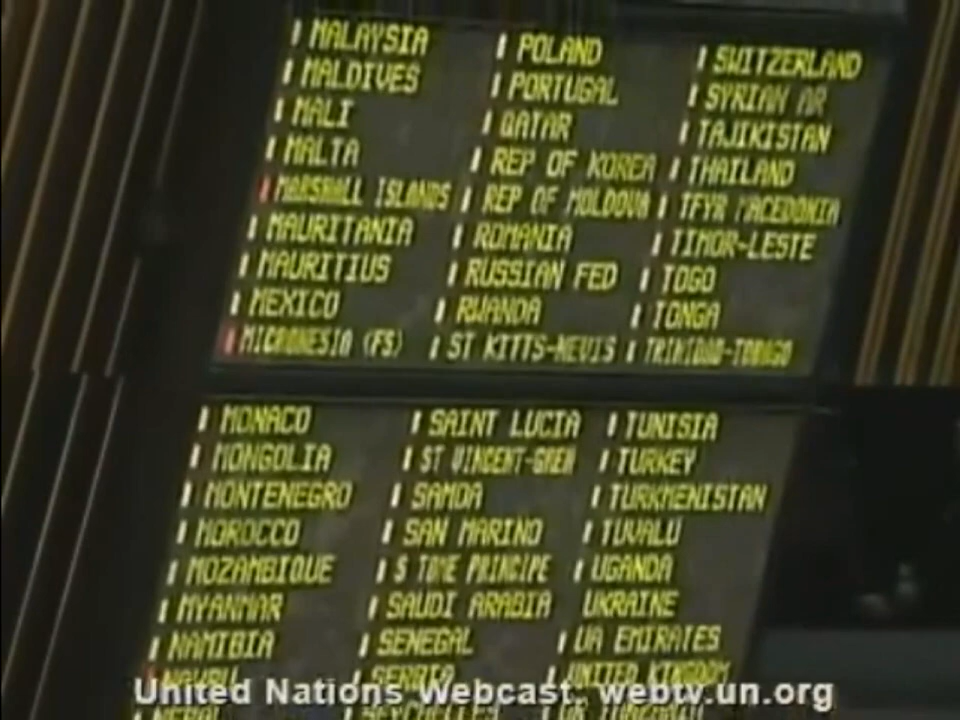 MALAYSIA
MALDIVES
MALI
MALTA
MARSHALL ISLANDS
MAURITANIA
MAURITIUS
MEXICO
MICRONESIA (FS)
MONACO
MONGOLIA
MONTENEGRO
MOROCCO
MOZAMBIQUE
MYANMAR
NAMIBIA
NAURU
NEPAL
POLAND
PORTUGAL
QATAR
REP OF KOREA
REP OF MOLDOVA
ROMANIA
RUSSIAN FED
RWANDA
ST KITTS-NEVIS
SAINT LUCIA
ST VINCENT-GREN
SAMOA
SAN MARINO
S TOME PRINCIPE
SAUDI ARABIA
SENEGAL
SERBIA
SEYCHELLES
SWITZERLAND
SYRIAN AR
TAJIKISTAN
THAILAND
TFYR MACEDONIA
TIMOR-LESTE
TOGO
TONGA
TRINIDAD-TOBAGO
TUNISIA
TURKEY
TURKMENISTAN
TUVALU
UGANDA
UKRAINE
UA EMIRATES
UNITED KINGDOM
United Nations Webcast, webtv.un.org